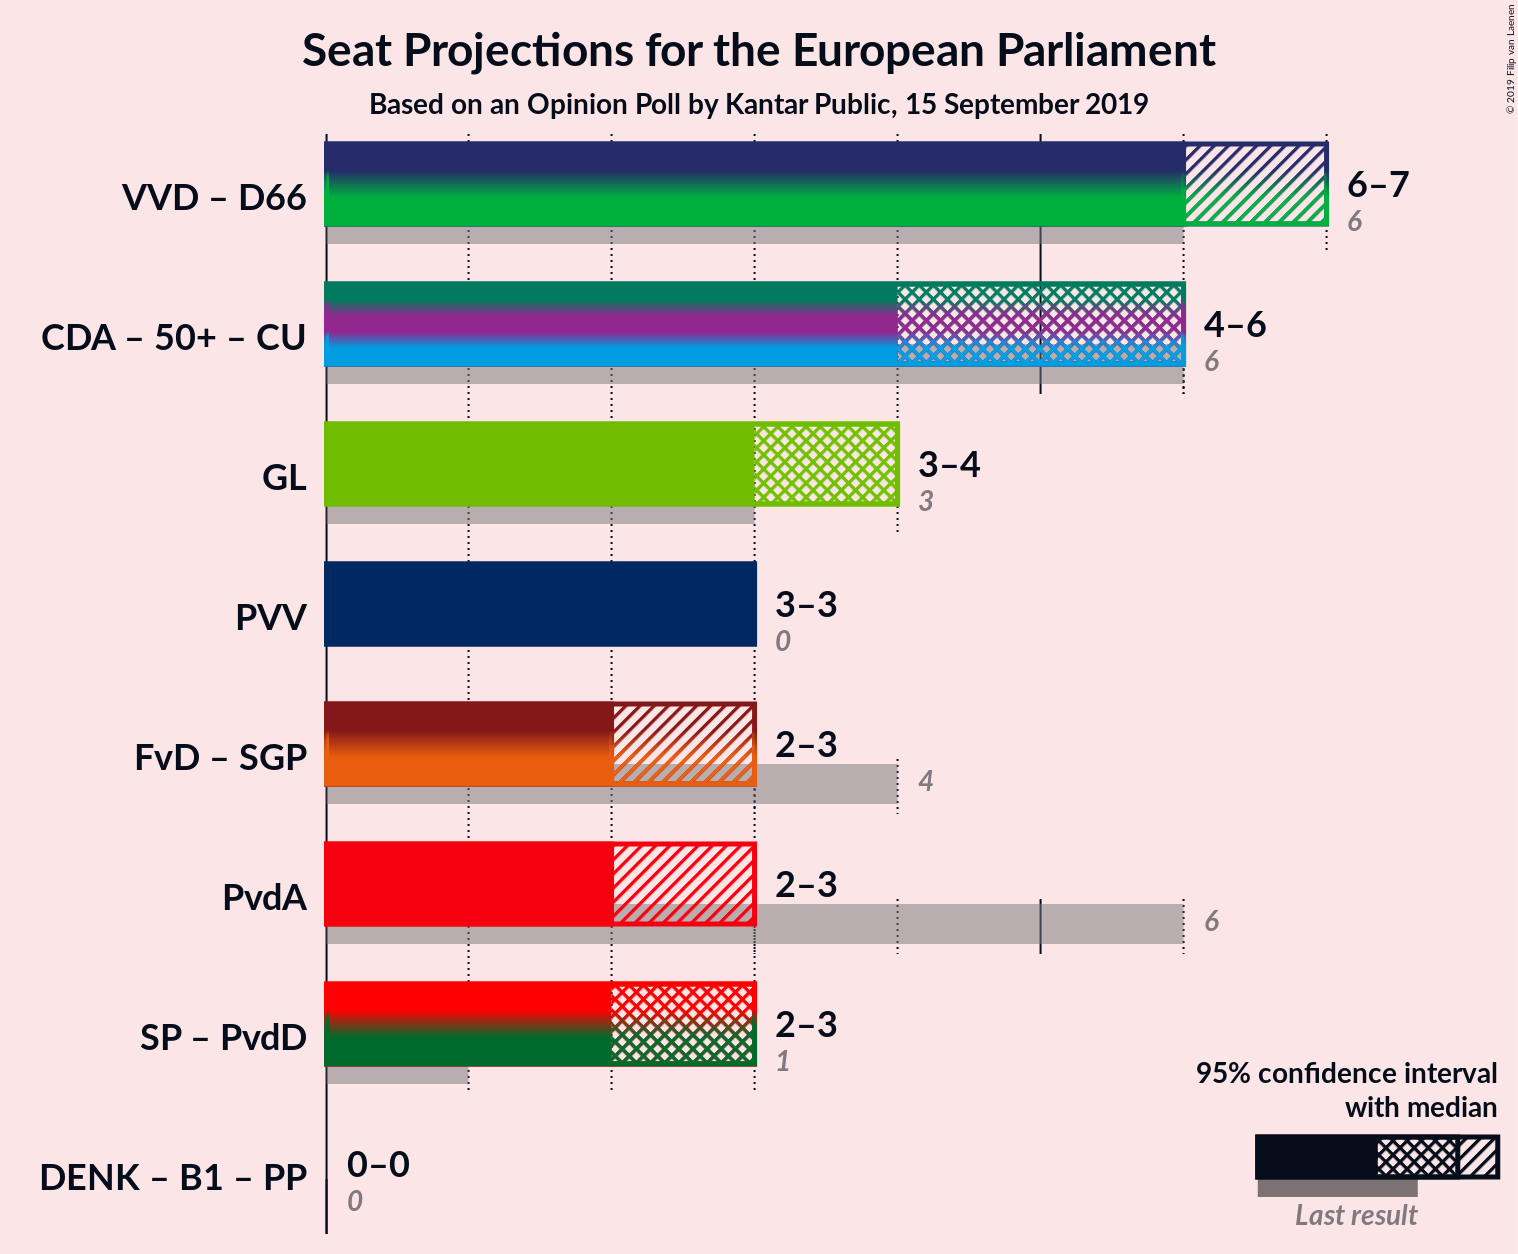 Seat Projections for the European Parliament
Based on an Opinion Poll by Kantar Public, 15 September 2019
© 2019 Filip van Laenen
VVD – D66
6–7
6
CDA – 50+ – CU
4–6
6
GL
3–4
3
PVV
3–3
0
FvD – SGP
2–3
4
PvdA
2–3
6
SP – PvdD
2–3
1
DENK – B1 – PP
0–0
0
95% confidence interval
with median
Last result